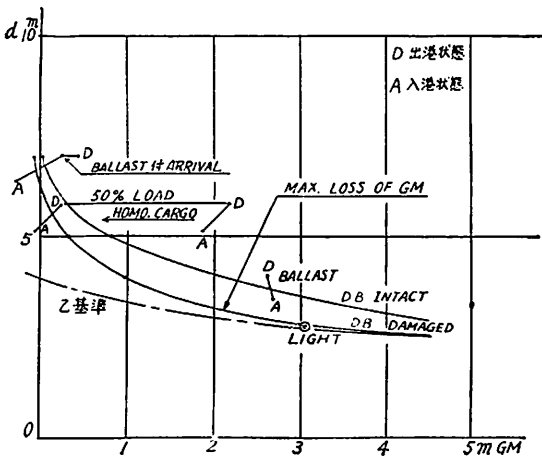 d m
10
D 出港状態
A 入港状態
D
BALLAST 付 ARRIVAL
A
50% LOAD
D
D
HOMO. CARGO
MAX. LOSS OF GM
A
A
5
D
BALLAST
A
乙基準
DB INTACT
DB DAMAGED
LIGHT
0
1
2
3
4
5 m GM